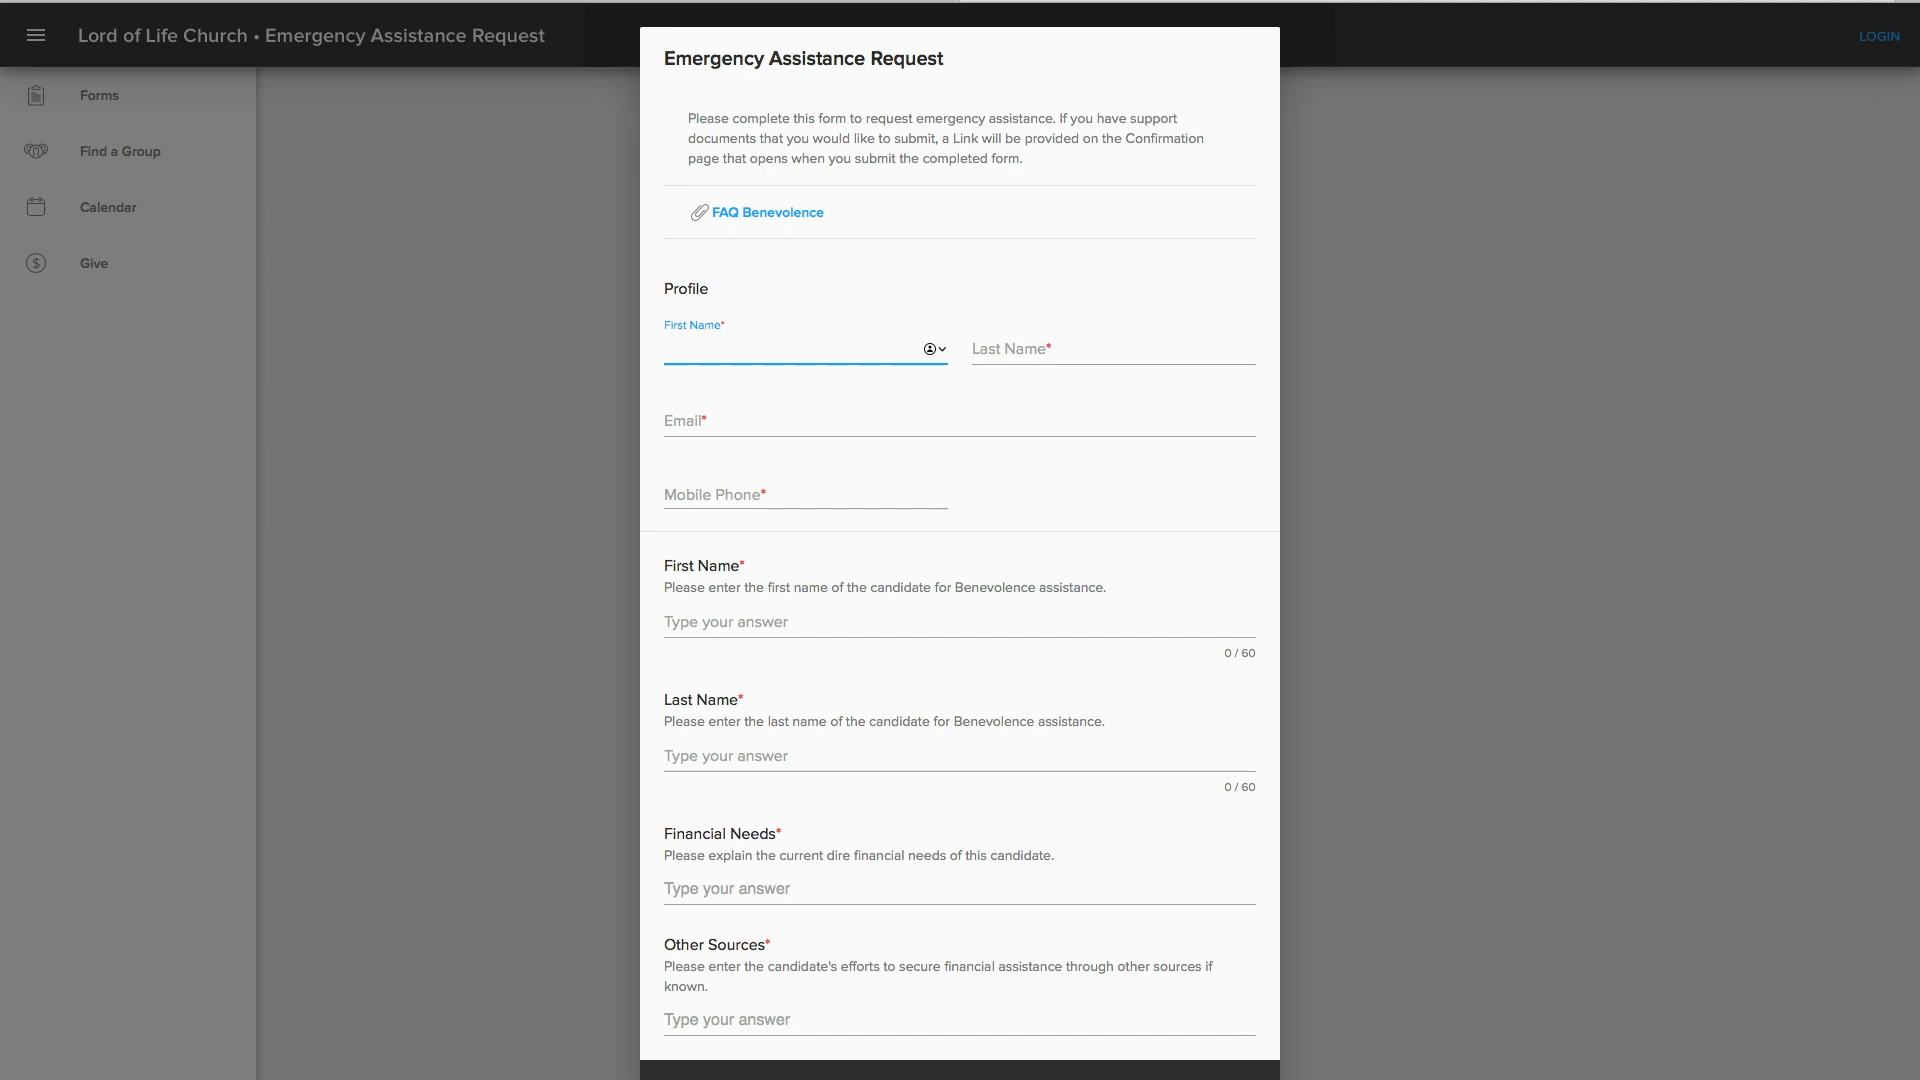 Lord of Life Church • Emergency Assistance Request
LOGIN
Forms
Find a Group
Calendar
Give
Emergency Assistance Request
Please complete this form to request emergency assistance. If you have support
documents that you would like to submit, a Link will be provided on the Confirmation
page that opens when you submit the completed form.
FAQ Benevolence
Profile
First Name*
Last Name*
Email*
Mobile Phone*
First Name*
Please enter the first name of the candidate for Benevolence assistance.
Type your answer
0 / 60
Last Name*
Please enter the last name of the candidate for Benevolence assistance.
Type your answer
0 / 60
Financial Needs*
Please explain the current dire financial needs of this candidate.
Type your answer
Other Sources*
Please enter the candidate's efforts to secure financial assistance through other sources if
known.
Type your answer